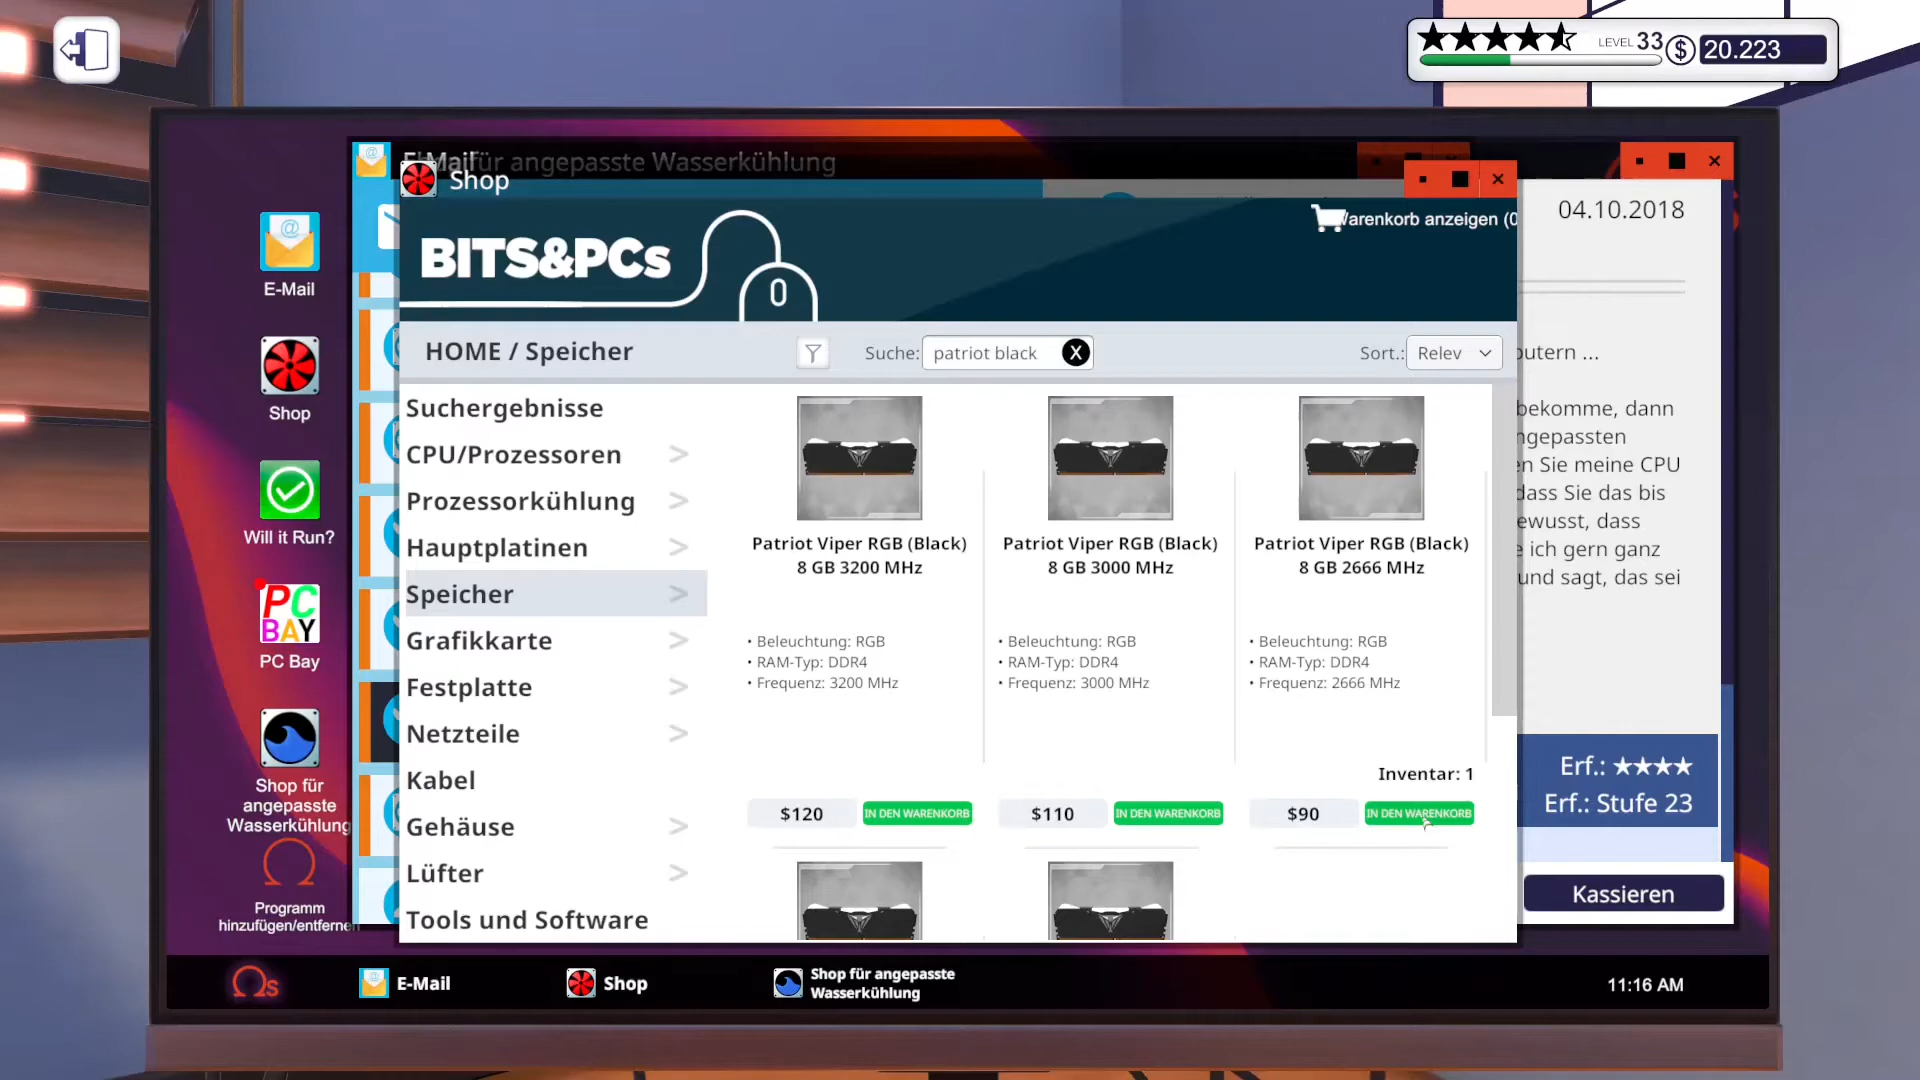 LEVEL 33
$ 20.223
E-Mail
für angepasste Wasserkühlung
Shop
04.10.2018
BITS&PCs
Warenkorb anzeigen (0
HOME / Speicher
Suche:
patriot black
X
Sort.:
Relev
Suchergebnisse
CPU/Prozessoren
Prozessorkühlung
Hauptplatinen
Speicher
Grafikkarte
Festplatte
Netzteile
Kabel
Gehäuse
Lüfter
Tools und Software
Patriot Viper RGB (Black)
8 GB 3200 MHz
• Beleuchtung: RGB
• RAM-Typ: DDR4
• Frequenz: 3200 MHz
$120
IN DEN WARENKORB
Patriot Viper RGB (Black)
8 GB 3000 MHz
• Beleuchtung: RGB
• RAM-Typ: DDR4
• Frequenz: 3000 MHz
$110
IN DEN WARENKORB
Patriot Viper RGB (Black)
8 GB 2666 MHz
• Beleuchtung: RGB
• RAM-Typ: DDR4
• Frequenz: 2666 MHz
Inventar: 1
$90
IN DEN WARENKORB
putern ...
bekomme, dann
ngepassten
en Sie meine CPU
dass Sie das bis
ewusst, dass
e ich gern ganz
und sagt, das sei
Erf.: ★★★★
Erf.: Stufe 23
Kassieren
E-Mail
Shop
Will it Run?
PC
BAY
PC Bay
Shop für
angepasste
Wasserkühlung
Programm
hinzufügen/entferne
Ωs
E-Mail
Shop
Shop für angepasste
Wasserkühlung
11:16 AM